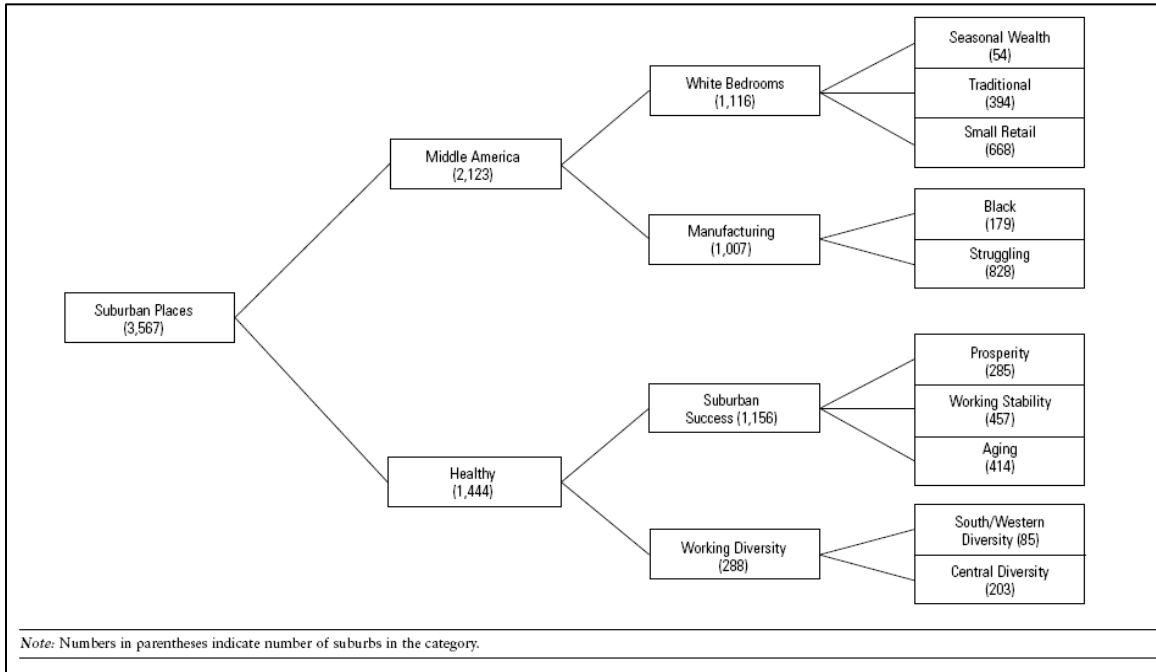 Suburban Places
(3,567)
Middle America
(2,123)
Healthy
(1,444)
White Bedrooms
(1,116)
Manufacturing
(1,007)
Suburban
Success (1,156)
Working Diversity
(288)
Seasonal Wealth
(54)
Traditional
(394)
Small Retail
(668)
Black
(179)
Struggling
(828)
Prosperity
(285)
Working Stability
(457)
Aging
(414)
South/Western
Diversity (85)
Central Diversity
(203)
Note: Numbers in parentheses indicate number of suburbs in the category.